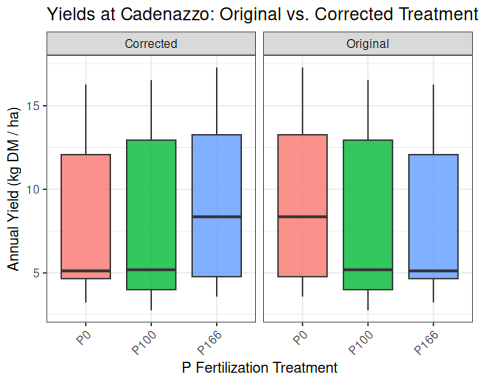 Yields at Cadenazzo: Original vs. Corrected Treatment
Corrected Original
Annual Yield (kg DM / ha)
15
10
5
P0 P100 P166 P0 P100 P166
P Fertilization Treatment